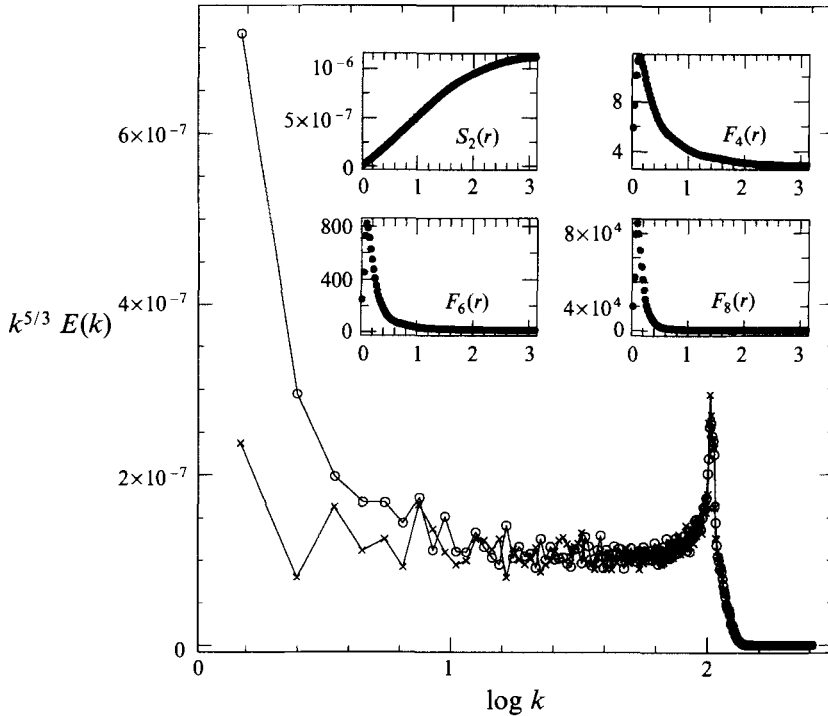 10⁻⁶
5×10⁻⁷
0
S₂(r)
0 1 2 3
8
4
F₄(r)
0 1 2 3
800
400
0
F₆(r)
0 1 2 3
8×10⁴
4×10⁴
0
F₈(r)
0 1 2 3
6×10⁻⁷
4×10⁻⁷
k⁵/³ E(k)
2×10⁻⁷
0
0 1 2
log k